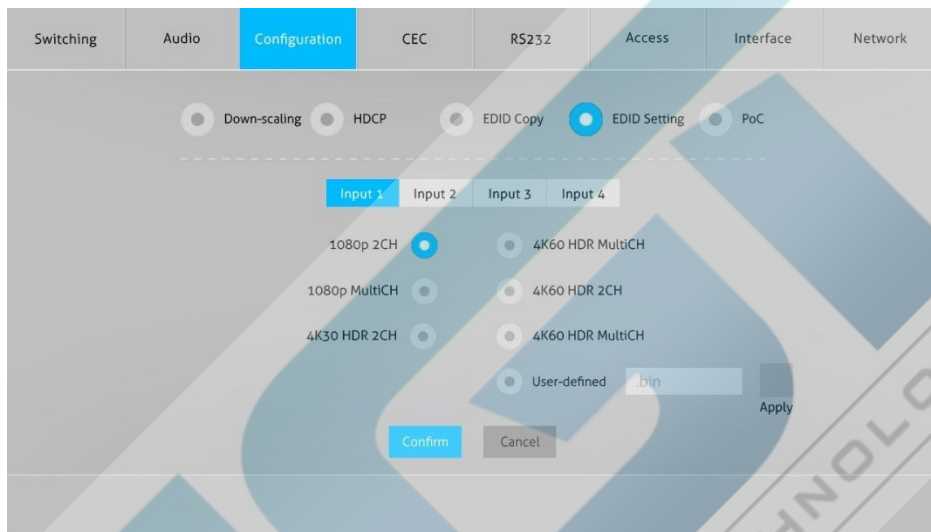 Switching Audio Configuration CEC RS232 Access Interface Network
Down-scaling HDCP EDID Copy EDID Setting PoC
Input 1 Input 2 Input 3 Input 4
1080p 2CH 4K60 HDR MultiCH
1080p MultiCH 4K60 HDR 2CH
4K30 HDR 2CH 4K60 HDR MultiCH
User-defined .bin
Apply
Confirm Cancel